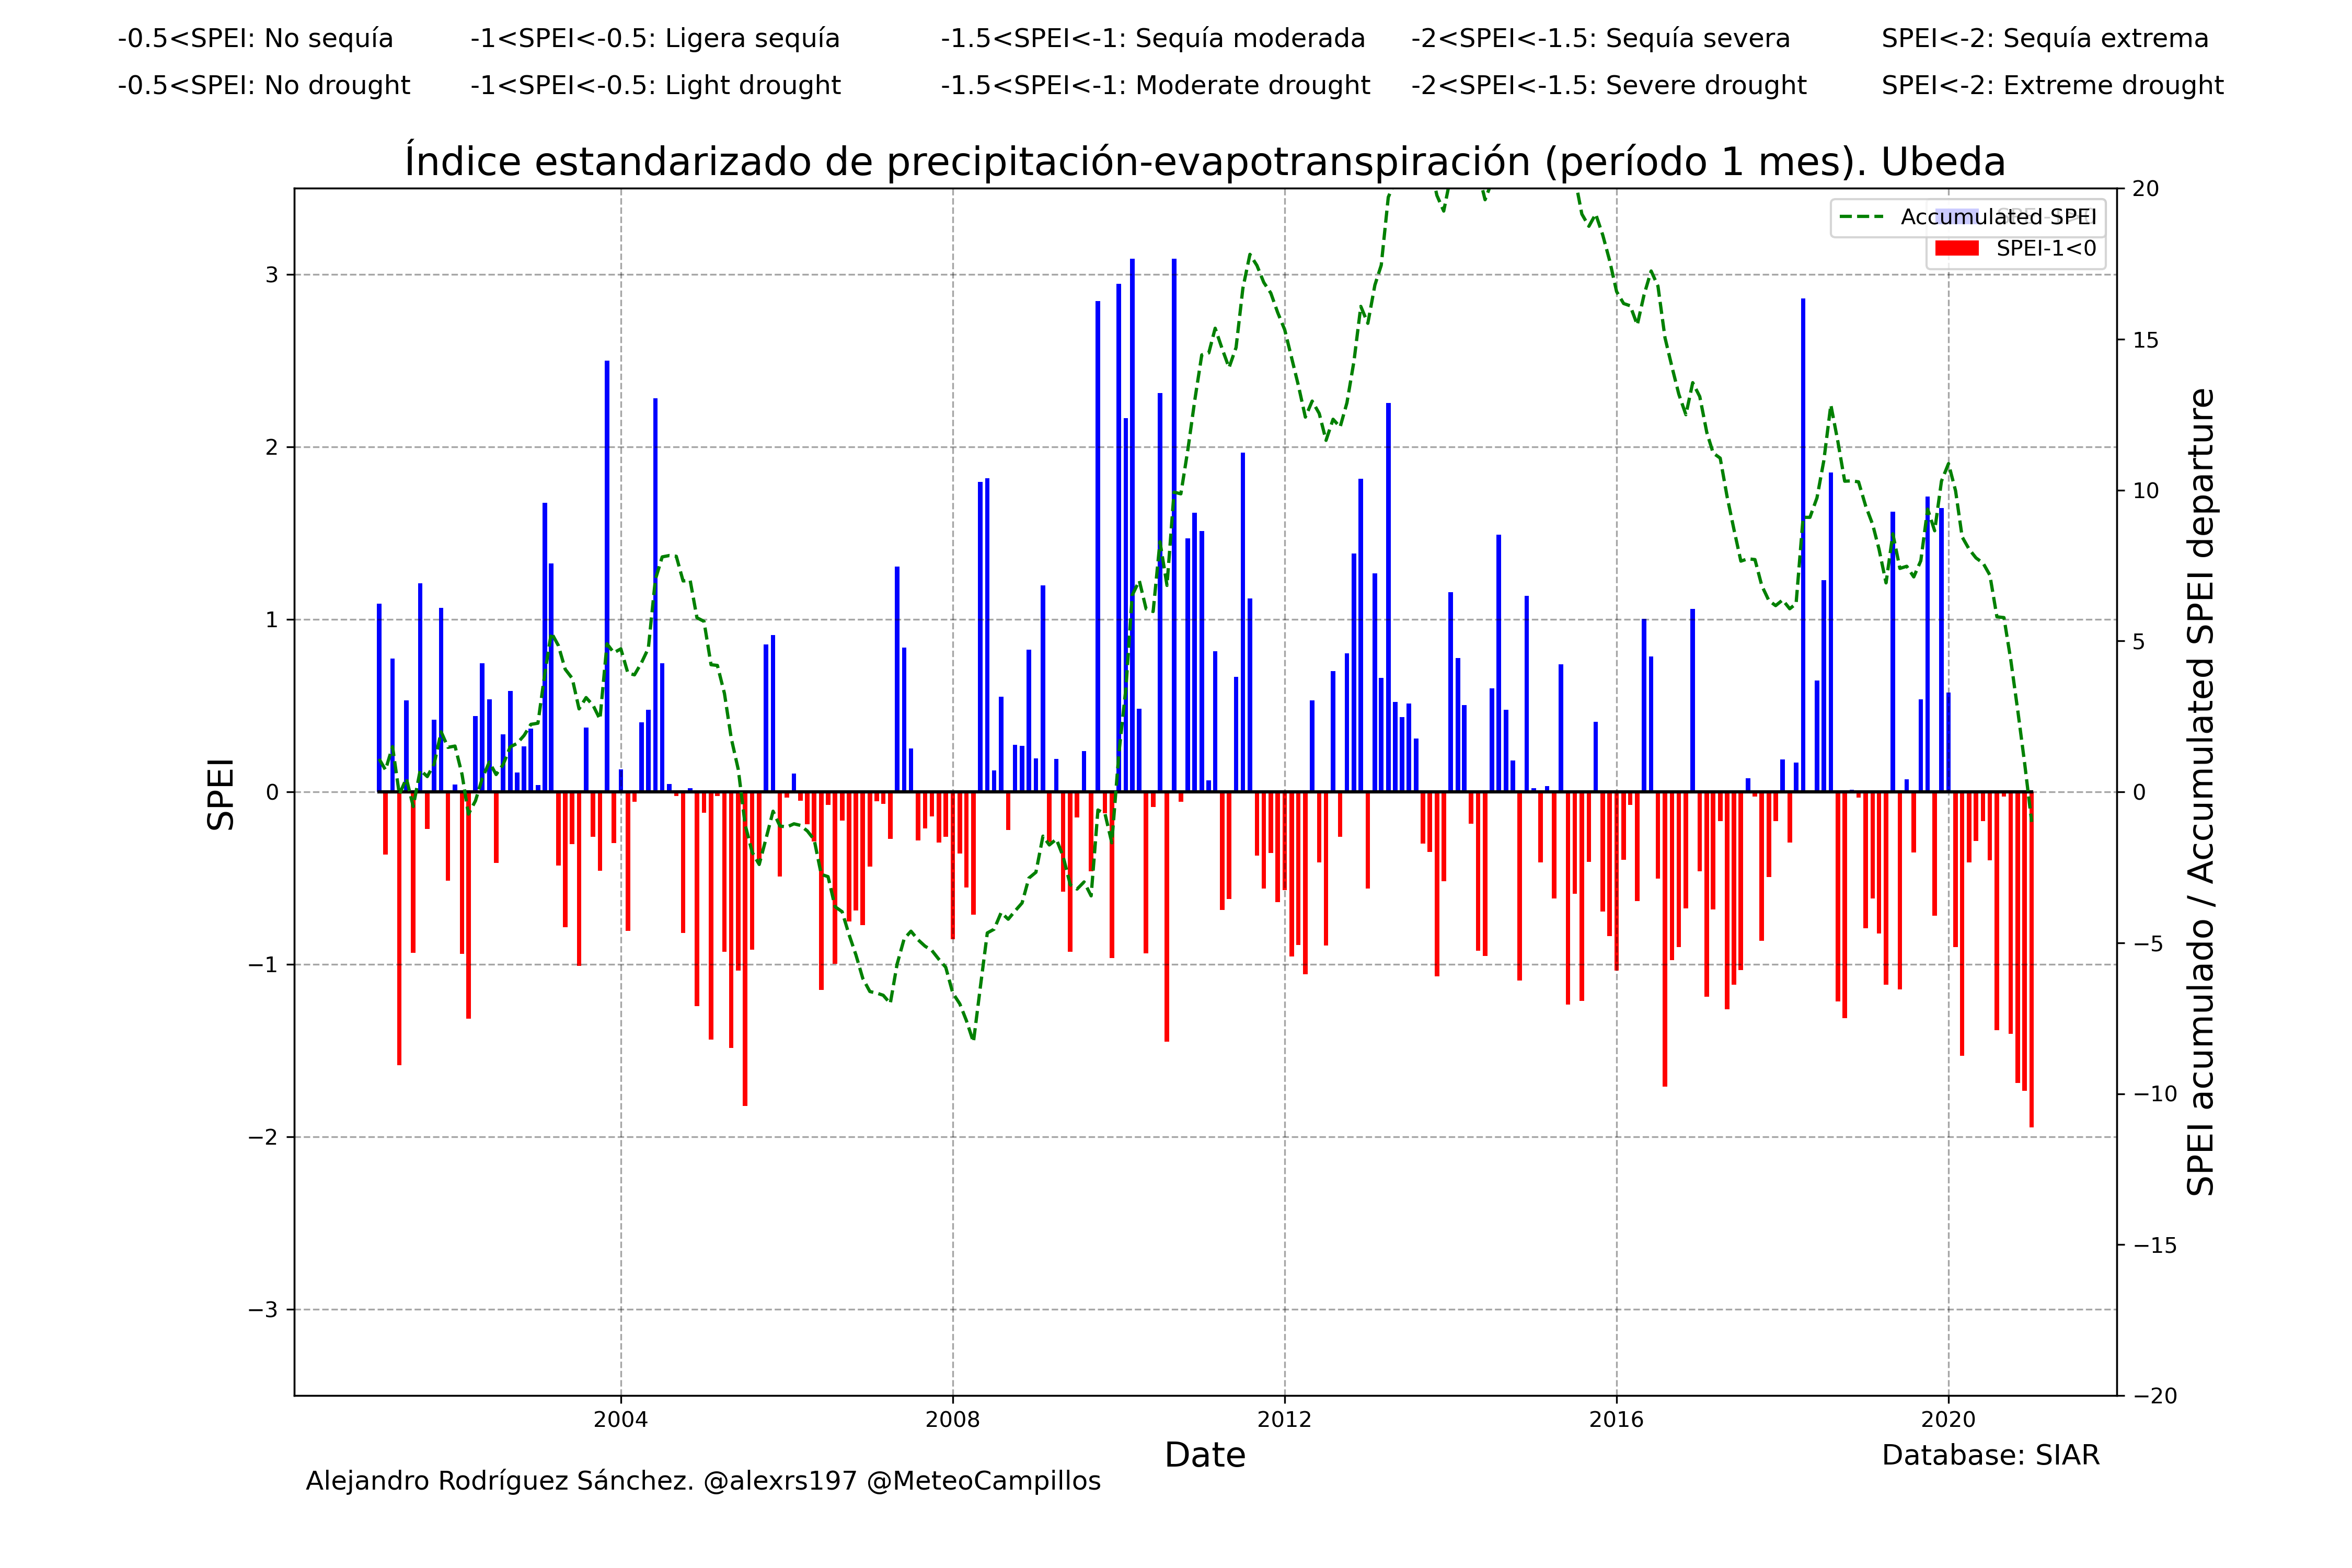 -0.5<SPEI: No sequía -1<SPEI<-0.5: Ligera sequía -1.5<SPEI<-1: Sequía moderada -2<SPEI<-1.5: Sequía severa SPEI<-2: Sequía extrema
-0.5<SPEI: No drought -1<SPEI<-0.5: Light drought -1.5<SPEI<-1: Moderate drought -2<SPEI<-1.5: Severe drought SPEI<-2: Extreme drought
Índice estandarizado de precipitación-evapotranspiración (período 1 mes). Ubeda
Accumulated SPEI
SPEI-1<0
SPEI
3
2
1
0
−1
−2
−3
20
15
10
5
0
−5
−10
−15
−20
SPEI acumulado / Accumulated SPEI departure
2004 2008 2012 2016 2020
Date
Database: SIAR
Alejandro Rodríguez Sánchez. @alexrs197 @MeteoCampillos